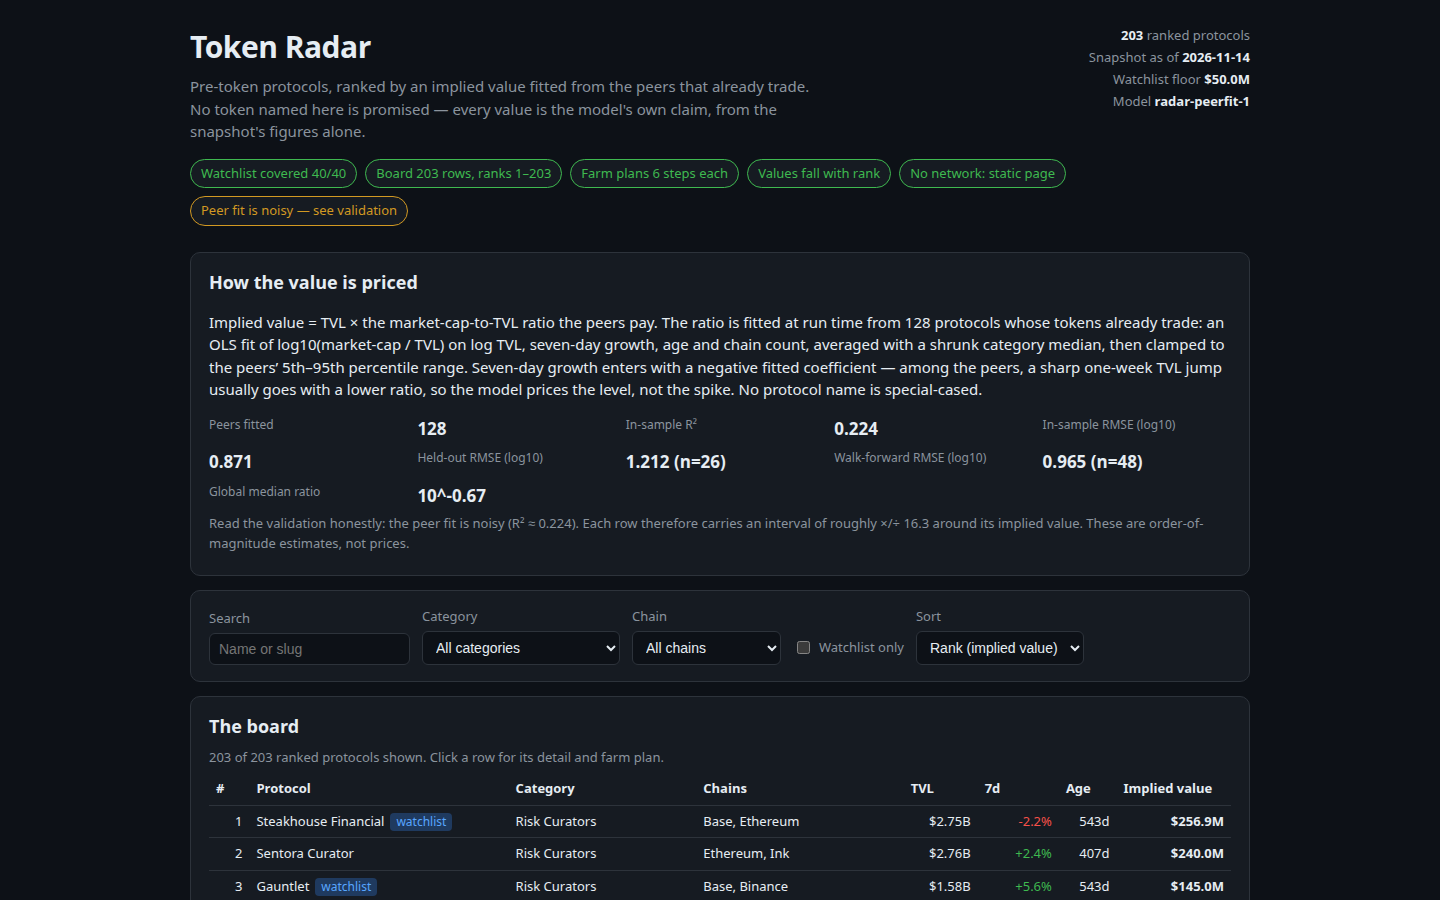 Token Radar
Pre-token protocols, ranked by an implied value fitted from the peers that already trade.
No token named here is promised — every value is the model's own claim, from the
snapshot's figures alone.
203 ranked protocols
Snapshot as of 2026-11-14
Watchlist floor $50.0M
Model radar-peerfit-1
Watchlist covered 40/40
Board 203 rows, ranks 1–203
Farm plans 6 steps each
Values fall with rank
No network: static page
Peer fit is noisy — see validation
How the value is priced
Implied value = TVL × the market-cap-to-TVL ratio the peers pay. The ratio is fitted at run time from 128 protocols whose tokens already trade: an
OLS fit of log10(market-cap / TVL) on log TVL, seven-day growth, age and chain count, averaged with a shrunk category median, then clamped to
the peers’ 5th–95th percentile range. Seven-day growth enters with a negative fitted coefficient — among the peers, a sharp one-week TVL jump
usually goes with a lower ratio, so the model prices the level, not the spike. No protocol name is special-cased.
Peers fitted 128 In-sample R² 0.224 In-sample RMSE (log10)
0.871 Held-out RMSE (log10) 1.212 (n=26) Walk-forward RMSE (log10) 0.965 (n=48)
Global median ratio 10^-0.67
Read the validation honestly: the peer fit is noisy (R² ≈ 0.224). Each row therefore carries an interval of roughly ×/÷ 16.3 around its implied value. These are order-of-
magnitude estimates, not prices.
Search Category Chain Sort
Name or slug All categories All chains Watchlist only Rank (implied value)
The board
203 of 203 ranked protocols shown. Click a row for its detail and farm plan.
# Protocol Category Chains TVL 7d Age Implied value
1 Steakhouse Financial watchlist Risk Curators Base, Ethereum $2.75B -2.2% 543d $256.9M
2 Sentora Curator Risk Curators Ethereum, Ink $2.76B +2.4% 407d $240.0M
3 Gauntlet watchlist Risk Curators Base, Binance $1.58B +5.6% 543d $145.0M